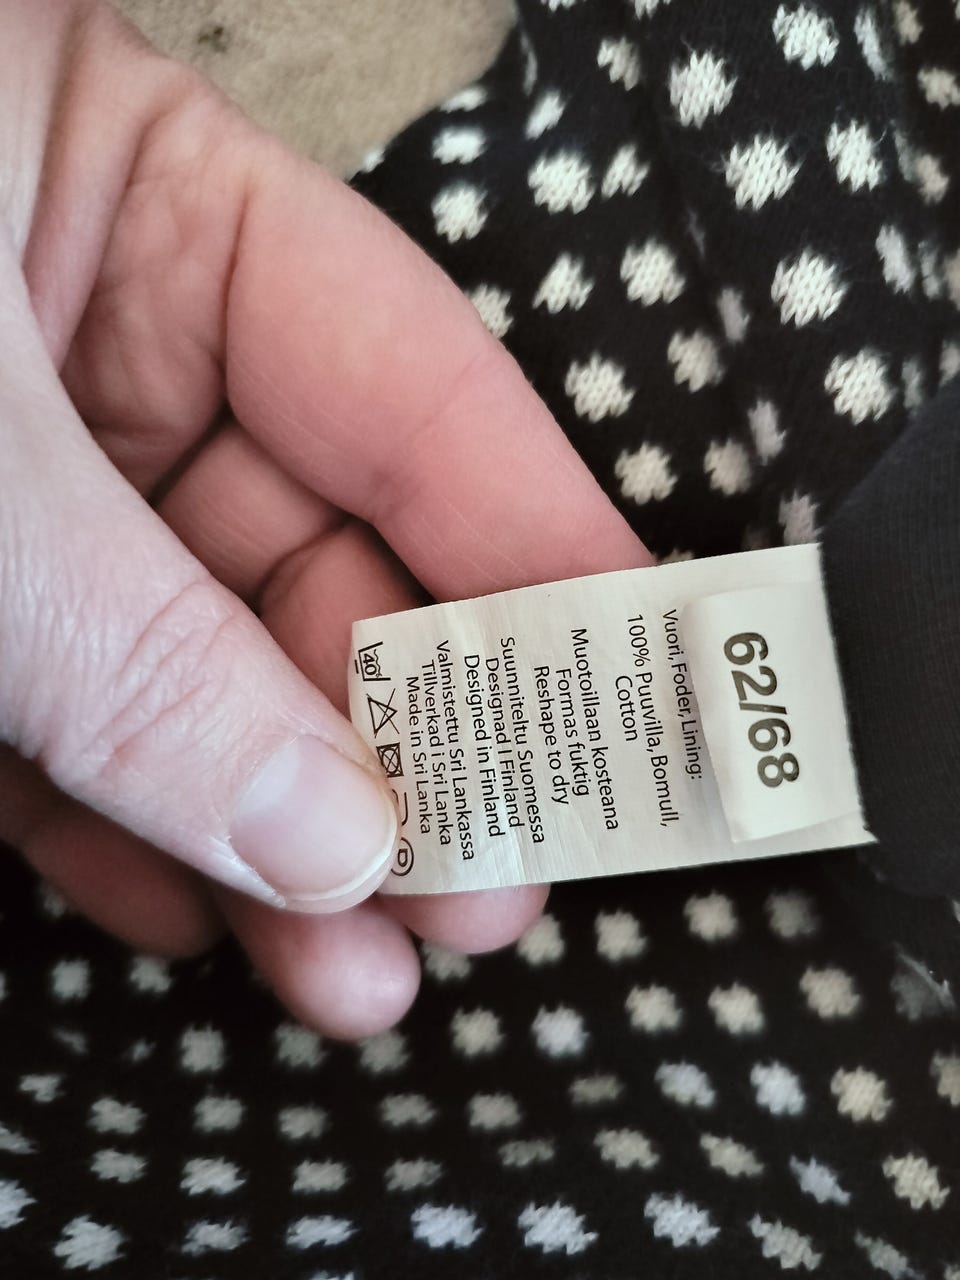 62/68
Vuori,Foder, Lining:
100% Puuvilla, Bomull,
Cotton
Muotoillaan kosteana
Formas fuktig
Reshape to dry
Suunniteltu Suomessa
Designad I Finland
Designed in Finland
Valmistettu Sri Lankassa
Tillverkad i Sri Lanka
Made in Sri Lanka
40
P